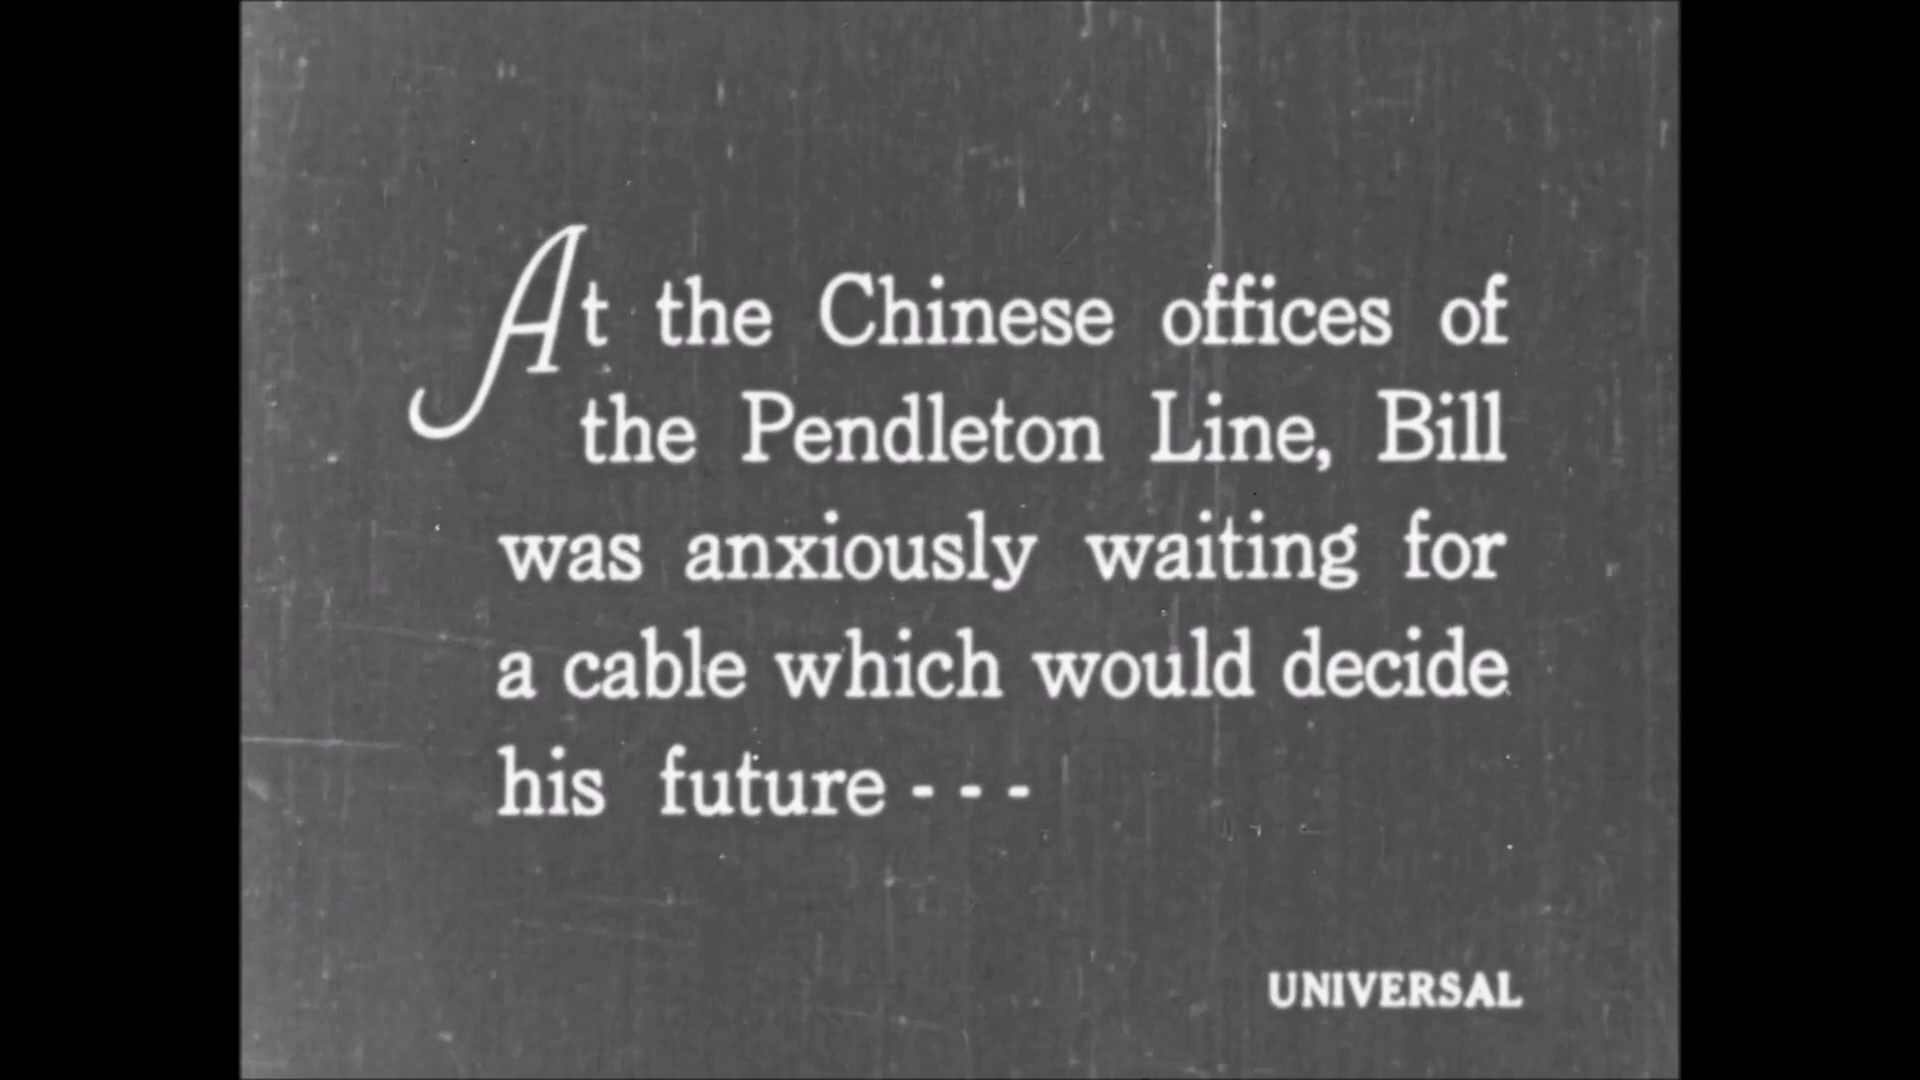 At the Chinese offices of
the Pendleton Line, Bill
was anxiously waiting for
a cable which would decide
his future - - -
UNIVERSAL